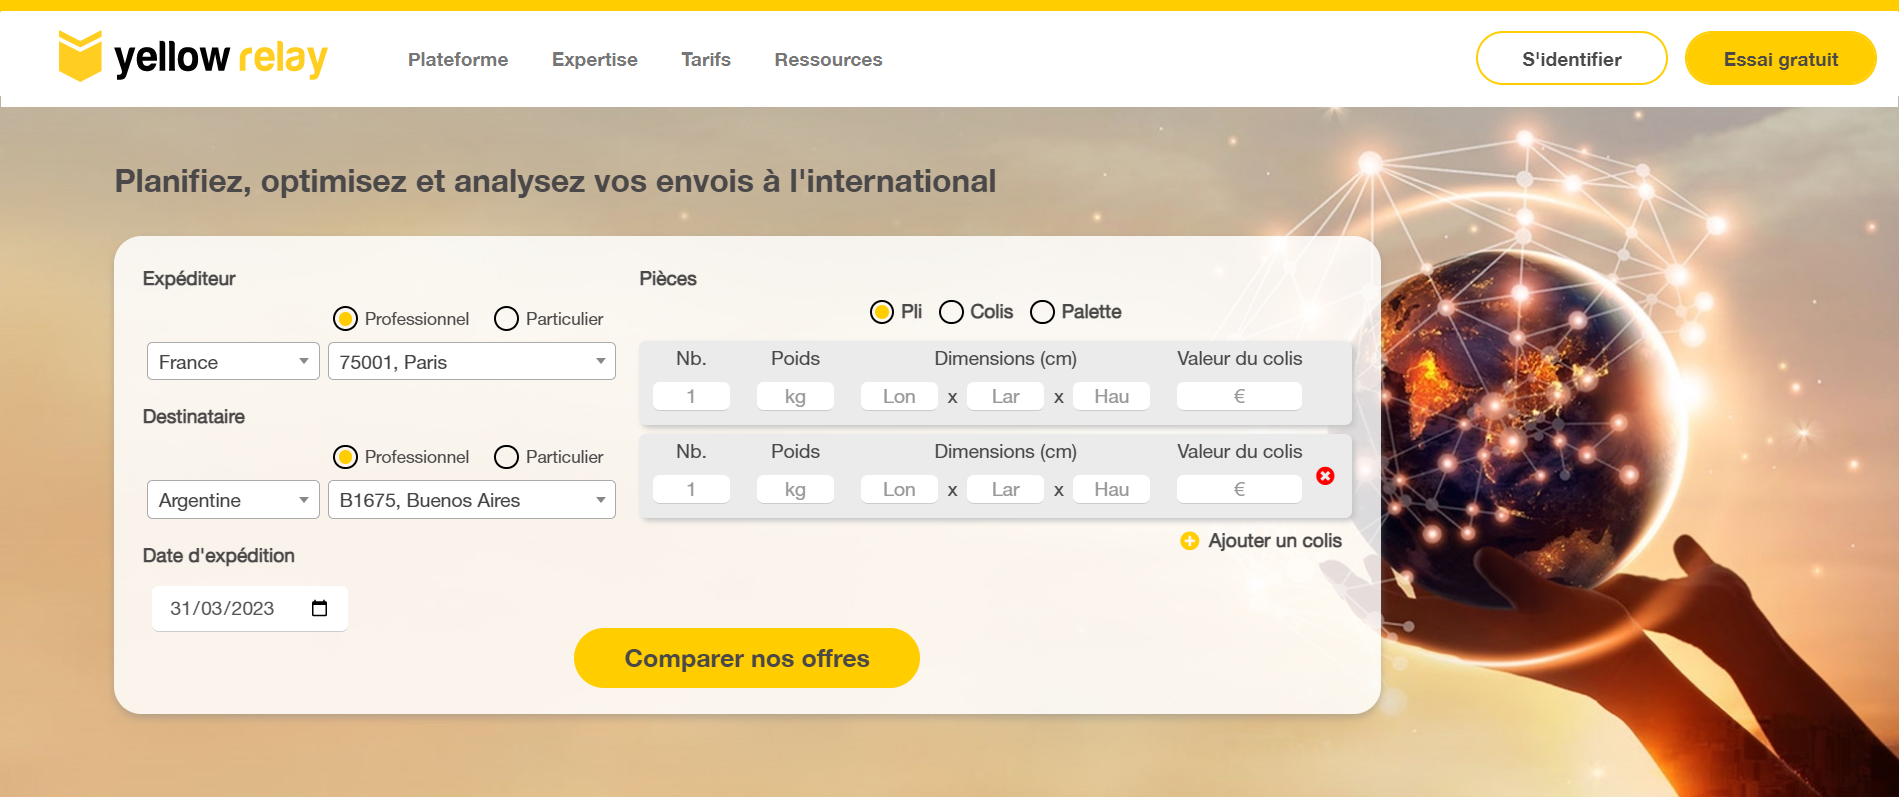 yellow relay
Plateforme Expertise Tarifs Ressources
S'identifier Essai gratuit
Planifiez, optimisez et analysez vos envois à l'international
Expéditeur
Professionnel Particulier
France 75001, Paris
Destinataire
Professionnel Particulier
Argentine B1675, Buenos Aires
Date d'expédition
31/03/2023
Pièces
Pli Colis Palette
Nb. Poids Dimensions (cm) Valeur du colis
1 kg Lon x Lar x Hau €
Nb. Poids Dimensions (cm) Valeur du colis
1 kg Lon x Lar x Hau €
Ajouter un colis
Comparer nos offres